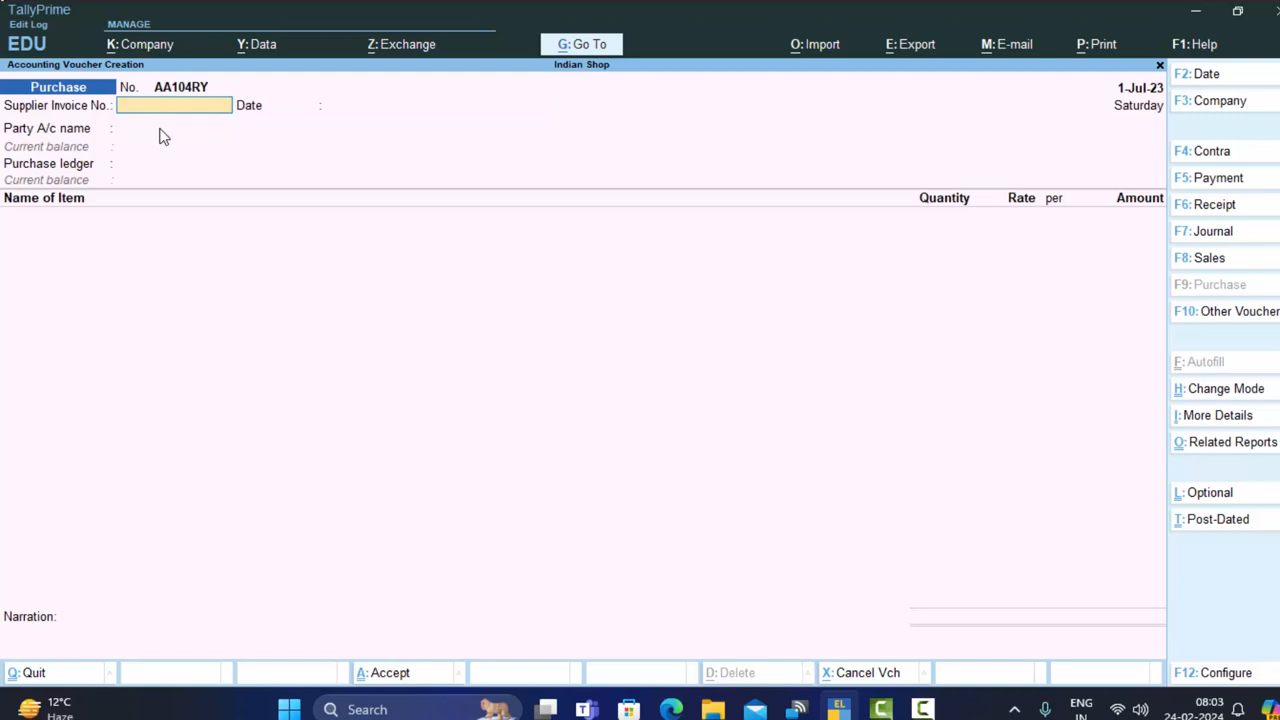 TallyPrime
Edit Log
MANAGE
EDU
K: Company
Y: Data
Z: Exchange
G: Go To
O: Import
E: Export
M: E-mail
P: Print
F1: Help
Accounting Voucher Creation
Indian Shop
Purchase No. AA104RY
1-Jul-23
Supplier Invoice No.: Date :
Saturday
Party A/c name :
Current balance :
Purchase ledger :
Current balance :
Name of Item Quantity Rate per Amount
F2: Date
F3: Company
F4: Contra
F5: Payment
F6: Receipt
F7: Journal
F8: Sales
F9: Purchase
F10: Other Voucher
F: Autofill
H: Change Mode
I: More Details
O: Related Reports
L: Optional
T: Post-Dated
Narration:
Q: Quit
A: Accept
D: Delete
X: Cancel Vch
F12: Configure
12°C
Haze
Search
EL
ENG
IN
08:03
24-02-2024